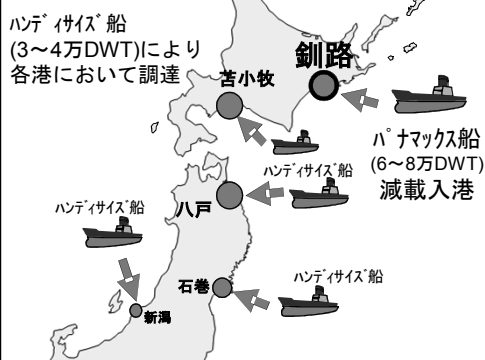 ハンディサイズ船
(3～4万DWT)により
各港において調達
釧路
苫小牧
パナマックス船
(6～8万DWT)
減載入港
ハンディサイズ船
八戸
ハンディサイズ船
石巻
ハンディサイズ船
新潟